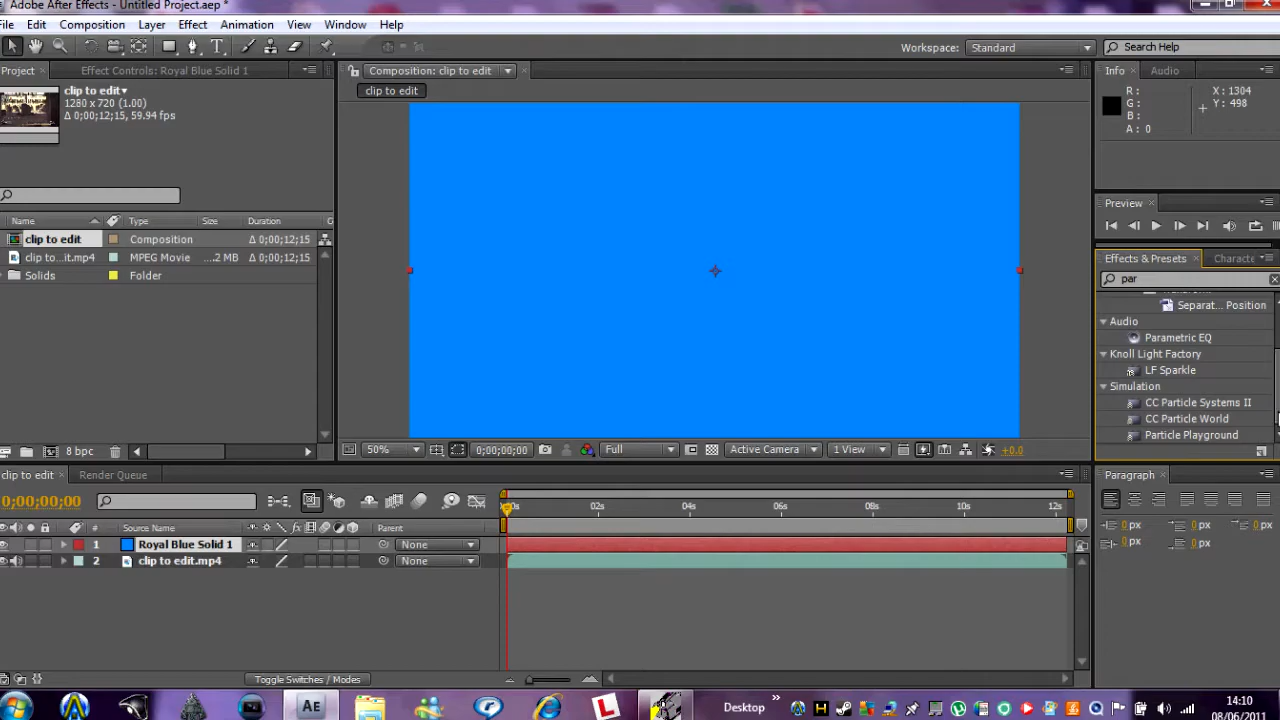 Adobe After Effects - Untitled Project.aep *
File Edit Composition Layer Effect Animation View Window Help
Workspace: Standard Search Help
Project Effect Controls: Royal Blue Solid 1
Composition: clip to edit
Info Audio
clip to edit
1280 x 720 (1.00)
Δ 0;00;12;15, 59.94 fps
clip to edit
R :
G :
B :
A : 0
X : 1304
Y : 498
Preview
Name Type Size Duration
clip to edit Composition Δ 0;00;12;15
clip to...it.mp4 MPEG Movie ...2 MB Δ 0;00;12;15
Solids Folder
Effects & Presets Characte
par
Separat... Position
Audio
Parametric EQ
Knoll Light Factory
LF Sparkle
Simulation
CC Particle Systems II
CC Particle World
Particle Playground
8 bpc
50% 0;00;00;00 Full Active Camera 1 View +0.0
clip to edit Render Queue
Paragraph
0;00;00;00
00s 02s 04s 06s 08s 10s 12s
# Source Name Parent
1 Royal Blue Solid 1 None
2 clip to edit.mp4 None
0 px 0 px 0 px
0 px 0 px
Toggle Switches / Modes
AE
L
Desktop »
14:10
08/06/2011